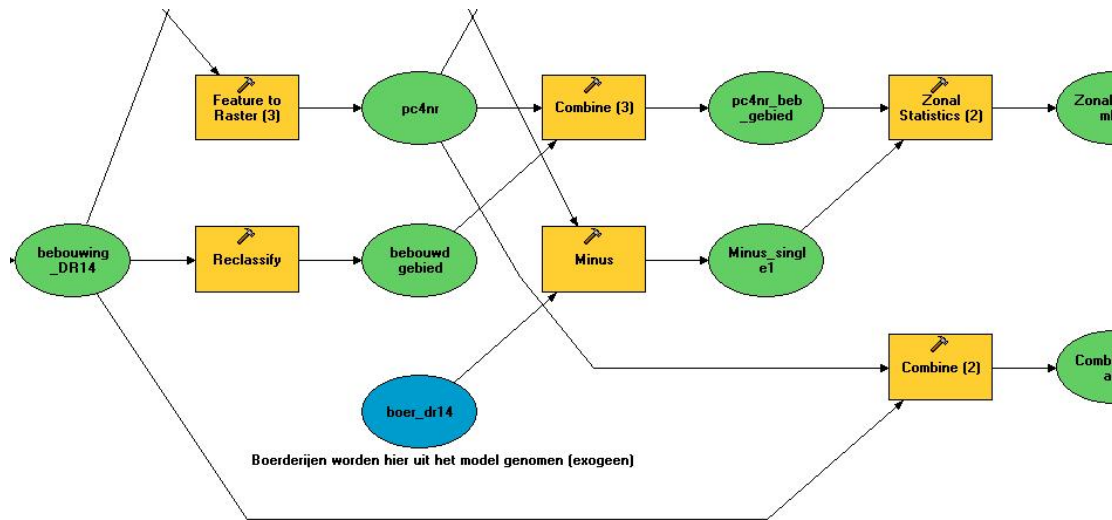 Feature to
Raster (3)
pc4nr
Combine (3)
pc4nr_beb
_gebied
Zonal
Statistics (2)
Zonal
bebouwing
_DR14
Reclassify
bebouwd
gebied
Minus
Minus_singl
e1
Combine (2)
boer_dr14
Boerderijen worden hier uit het model genomen (exogeen)